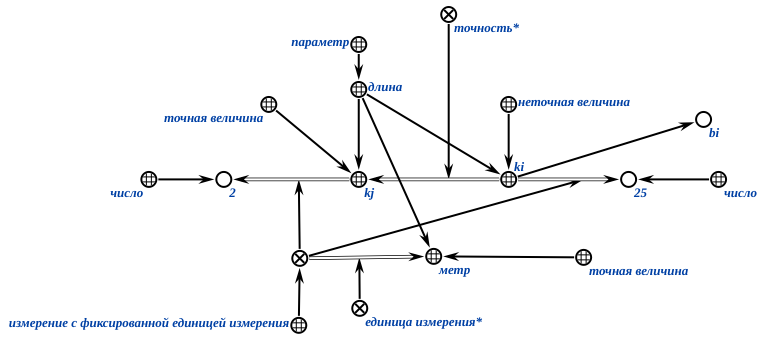 точность*
параметр
длина
неточная величина
точная величина
bi
ki
число
2
kj
25
число
метр
точная величина
измерение с фиксированной единицей измерения
единица измерения*